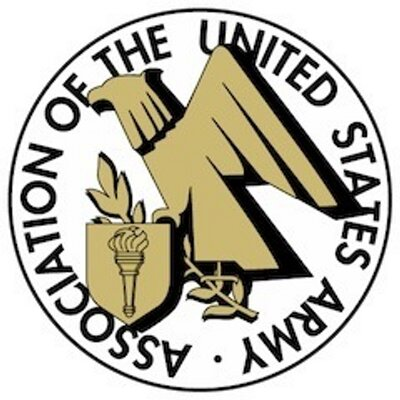 ASSOCIATION OF THE UNITED STATES ARMY ·